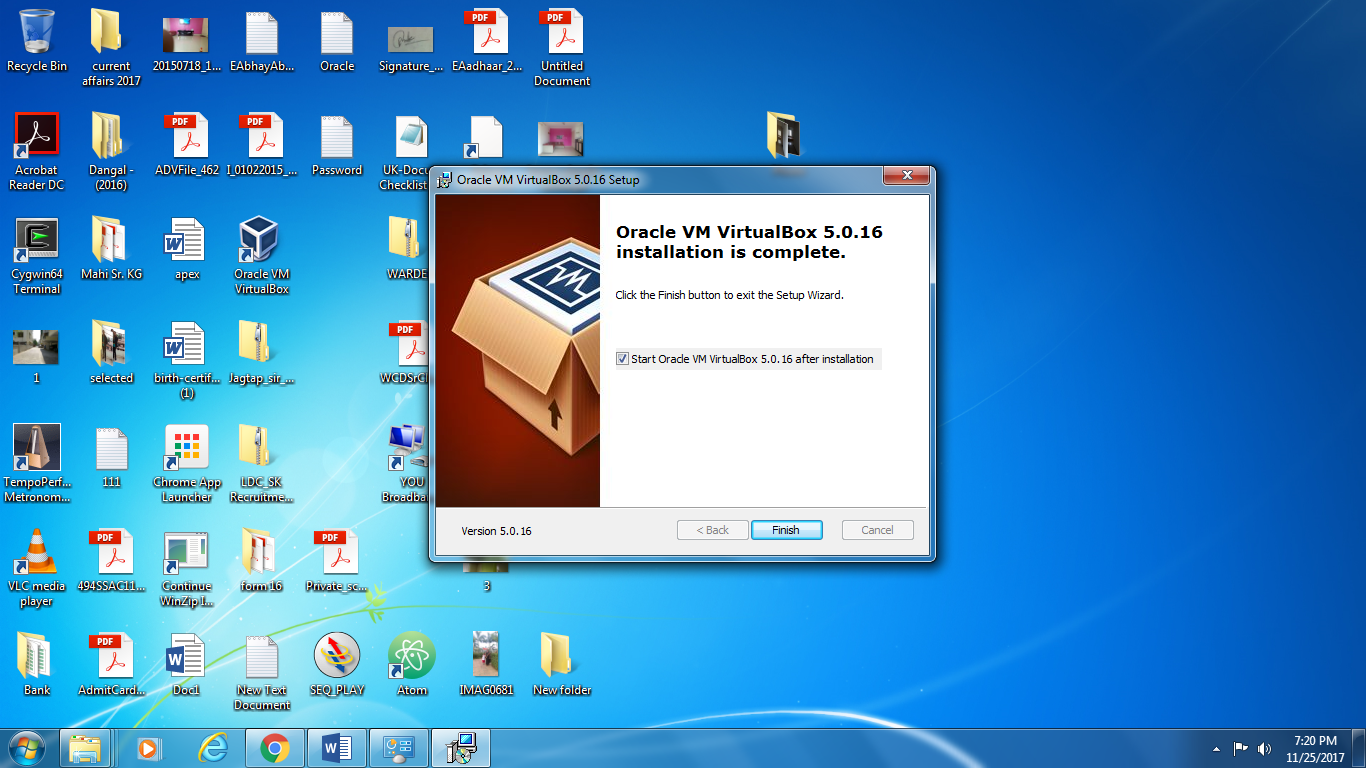 Recycle Bin
current
affairs 2017
20150718_1...
EAbhayAb...
Oracle
Signature_...
PDF
EAadhaar_2...
PDF
Untitled
Document
Acrobat
Reader DC
Dangal -
(2016)
PDF
ADVFile_462
PDF
I_01022015_...
Password
UK-Docu
Checklist
Cygwin64
Terminal
Mahi Sr. KG
apex
Oracle VM
VirtualBox
WARDE
1
selected
birth-certif...
(1)
Jagtap_sir_...
PDF
TempoPerf...
Metronom...
111
Chrome App
Launcher
LDC_SK
Recruitme...
YOU
Broadba
VLC media
player
PDF
494SSAC11...
Continue
WinZip I...
form 16
PDF
Private_sc...
3
Bank
PDF
AdmitCard...
Doc1
New Text
Document
SEQ_PLAY
Atom
IMAG0681
New folder
Oracle VM VirtualBox 5.0.16 Setup
Oracle VM VirtualBox 5.0.16
installation is complete.
Click the Finish button to exit the Setup Wizard.
Start Oracle VM VirtualBox 5.0.16 after installation
Version 5.0.16
< Back
Finish
Cancel
7:20 PM
11/25/2017